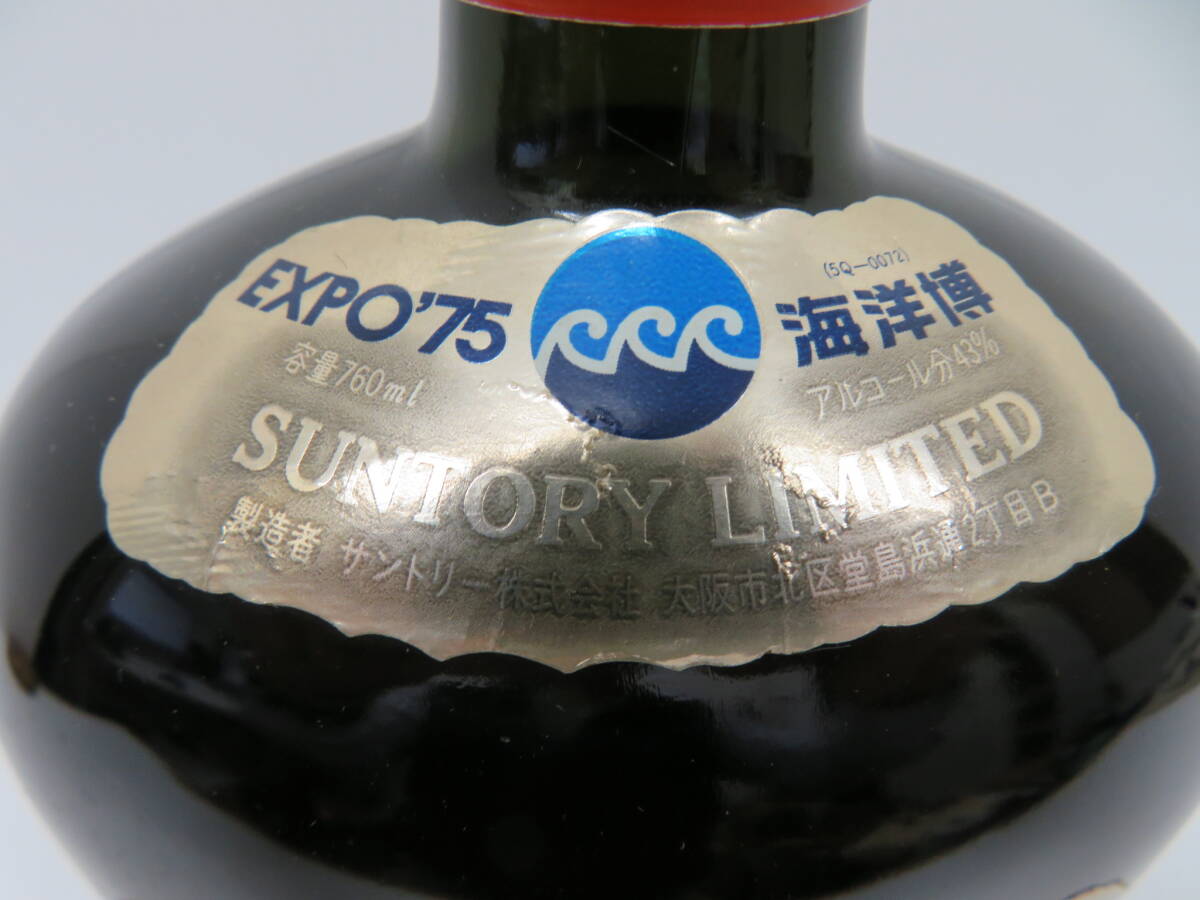 EXPO'75
(5Q-0072)
海洋博
容量760ml
アルコール分43%
SUNTORY LIMITED
製造者 サントリー株式会社 大阪市北区堂島浜通2丁目B